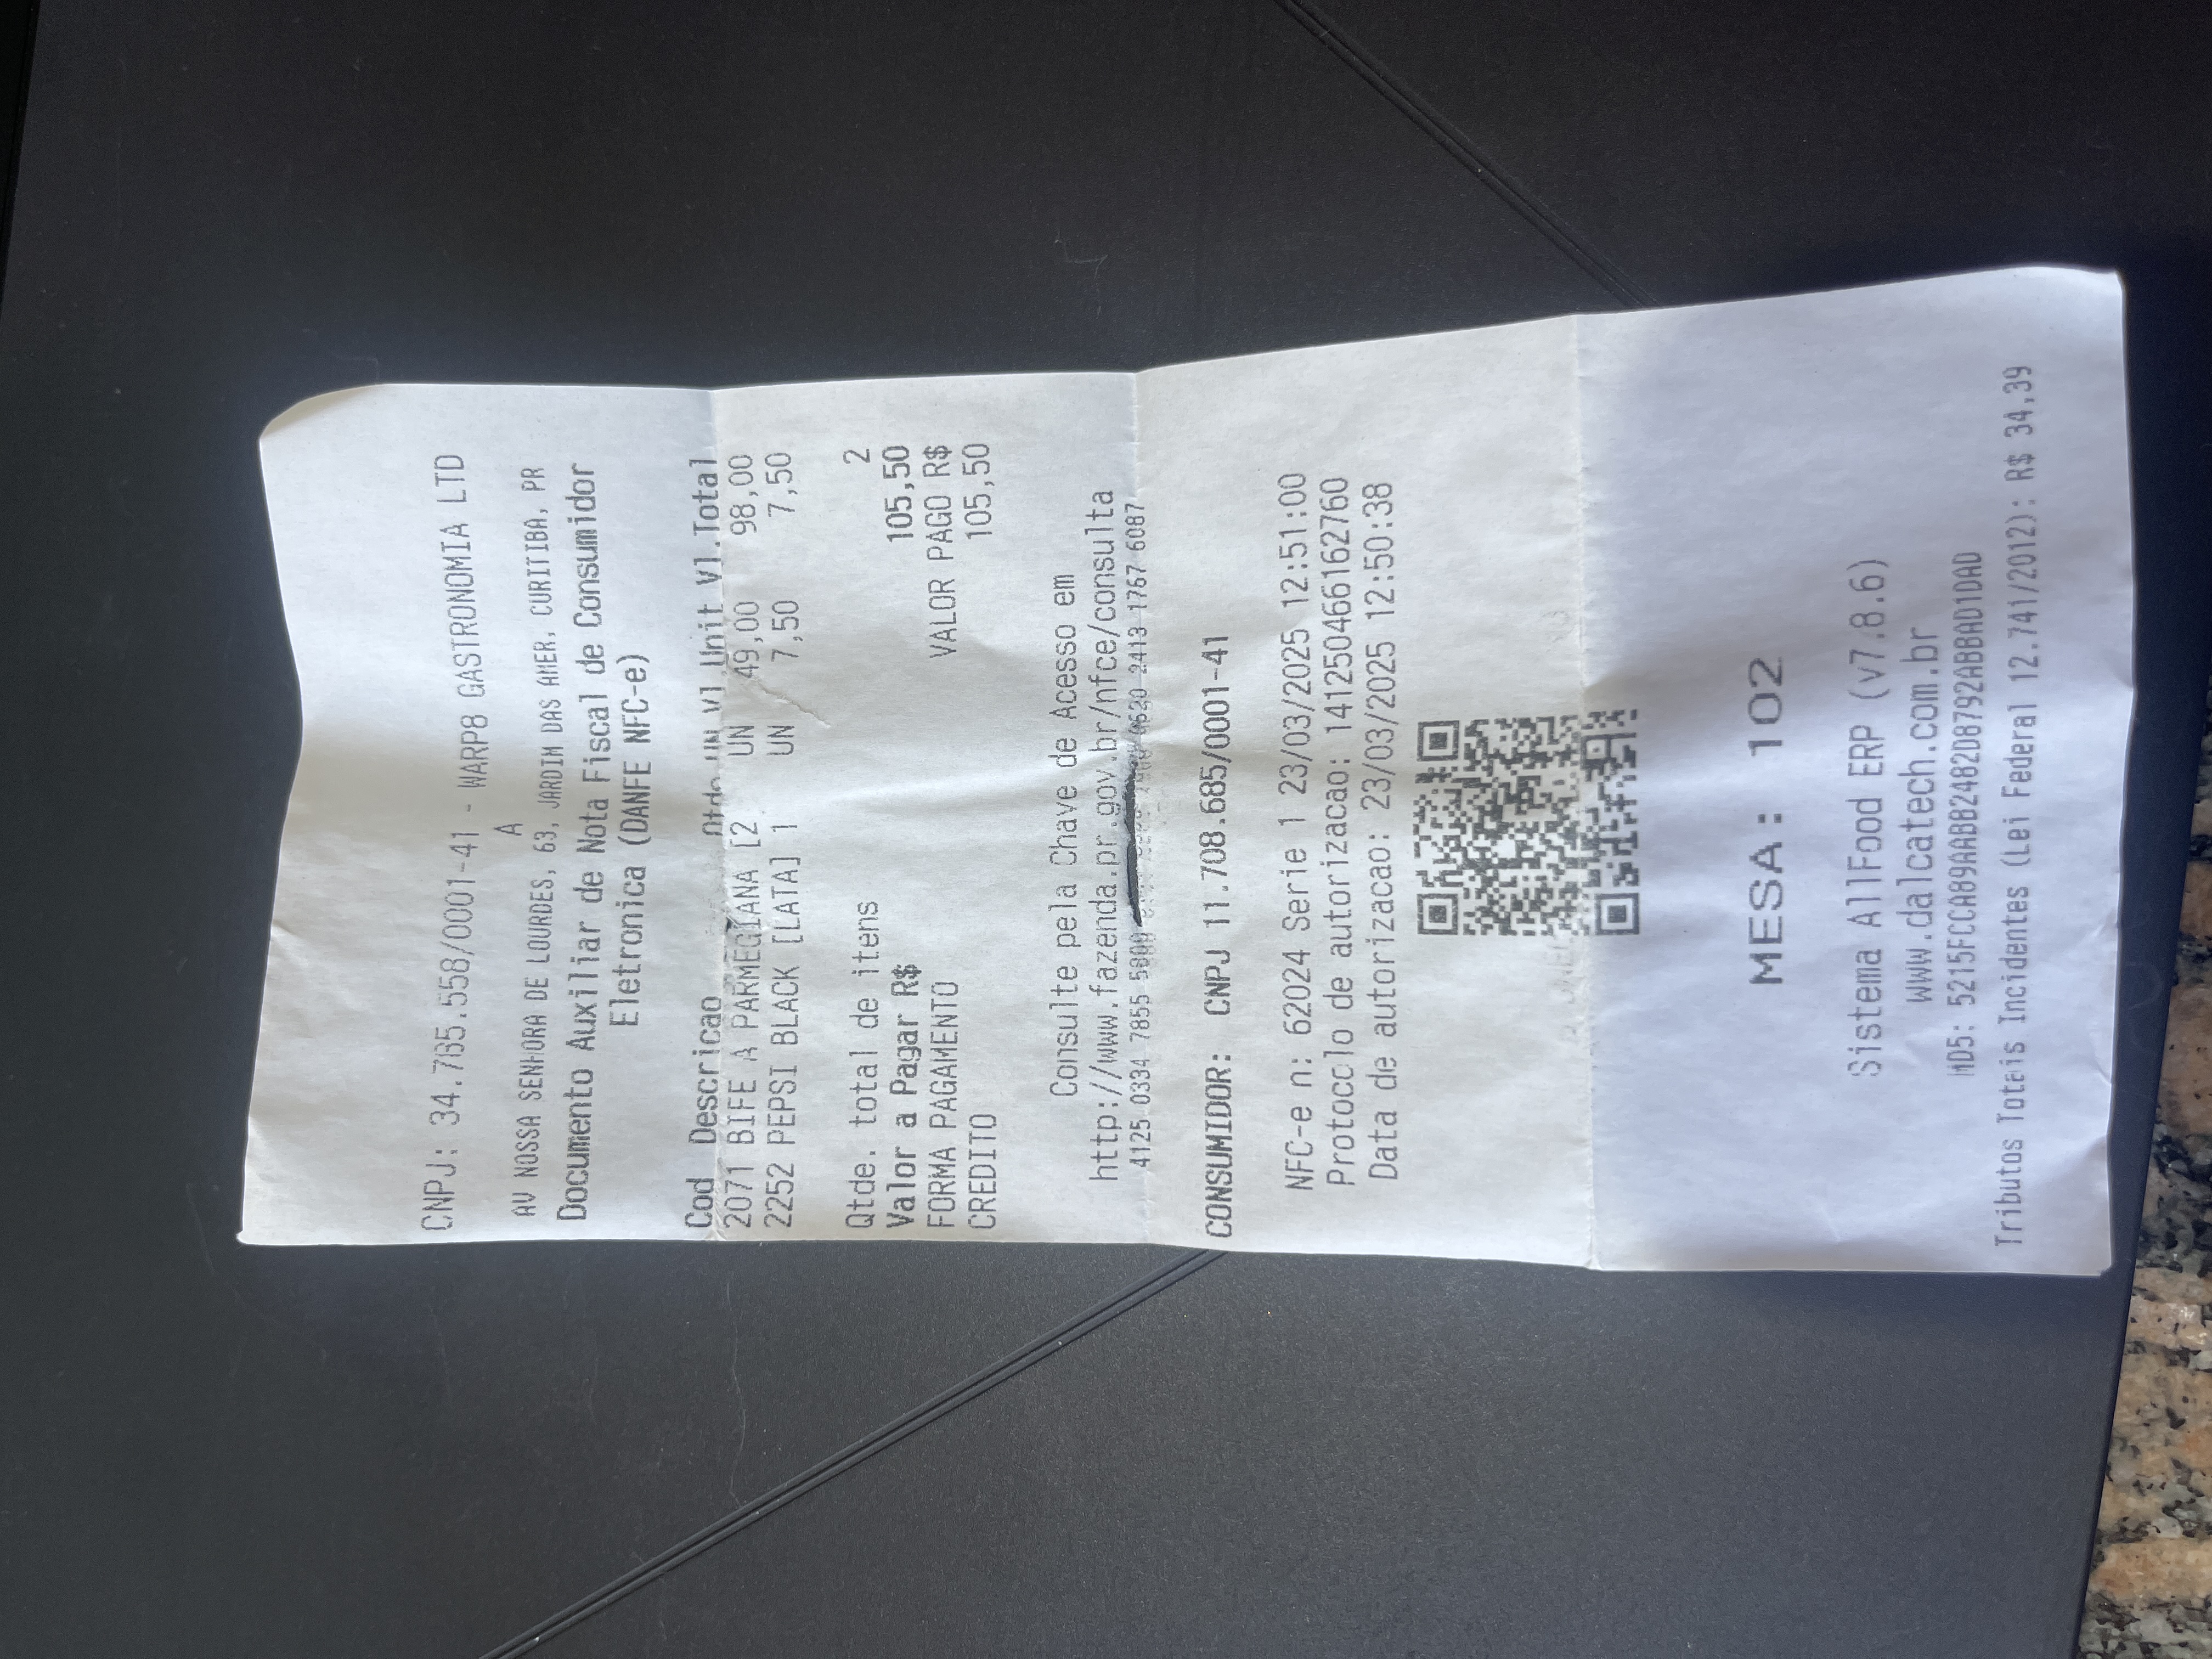 CNPJ: 34.785.558/0001-41 - WARP8 GASTRONOMIA LTD
A
AV NOSSA SENHORA DE LOURDES, 63, JARDIM DAS AMER, CURITIBA, PR
Documento Auxiliar de Nota Fiscal de Consumidor
Eletronica (DANFE NFC-e)
Cod Descricao Qtde UN Vl Unit Vl.Total
2071 BIFE A PARMEGIANA [2 UN 49,00 98,00
2252 PEPSI BLACK [LATA] 1 UN 7,50 7,50
Qtde. total de itens 2
Valor a Pagar R$ 105,50
FORMA PAGAMENTO VALOR PAGO R$
CREDITO 105,50
Consulte pela Chave de Acesso em
http://www.fazenda.pr.gov.br/nfce/consulta
4125 0334 7855 2413 1767 6087
CONSUMIDOR: CNPJ 11.708.685/0001-41
NFC-e n: 62024 Serie 1 23/03/2025 12:51:00
Protocolo de autorizacao: 141250466162760
Data de autorizacao: 23/03/2025 12:50:38
MESA: 102
Sistema AllFood ERP (v7.8.6)
www.dalcatech.com.br
MD5: 5215FCCA89AABB2482D8792ABBAD1DAD
Tributos Totais Incidentes (Lei Federal 12.741/2012): R$ 34,39